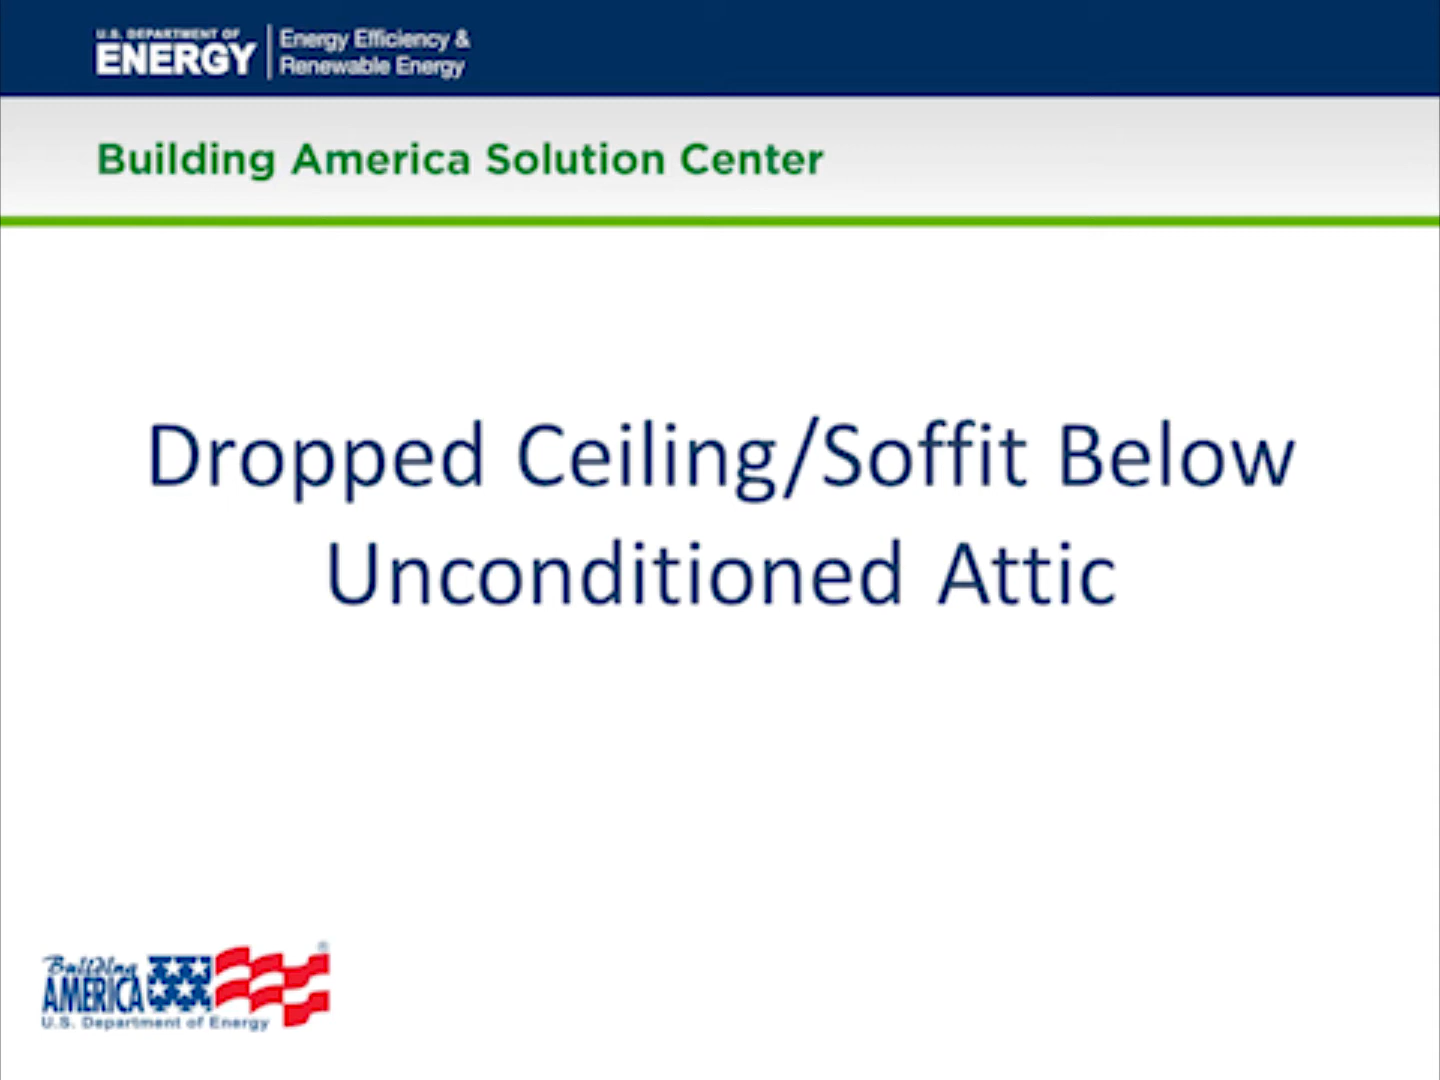 U.S. DEPARTMENT OF
ENERGY
Energy Efficiency &
Renewable Energy
Building America Solution Center
Dropped Ceiling/Soffit Below
Unconditioned Attic
Building
AMERICA
®
U.S. Department of Energy